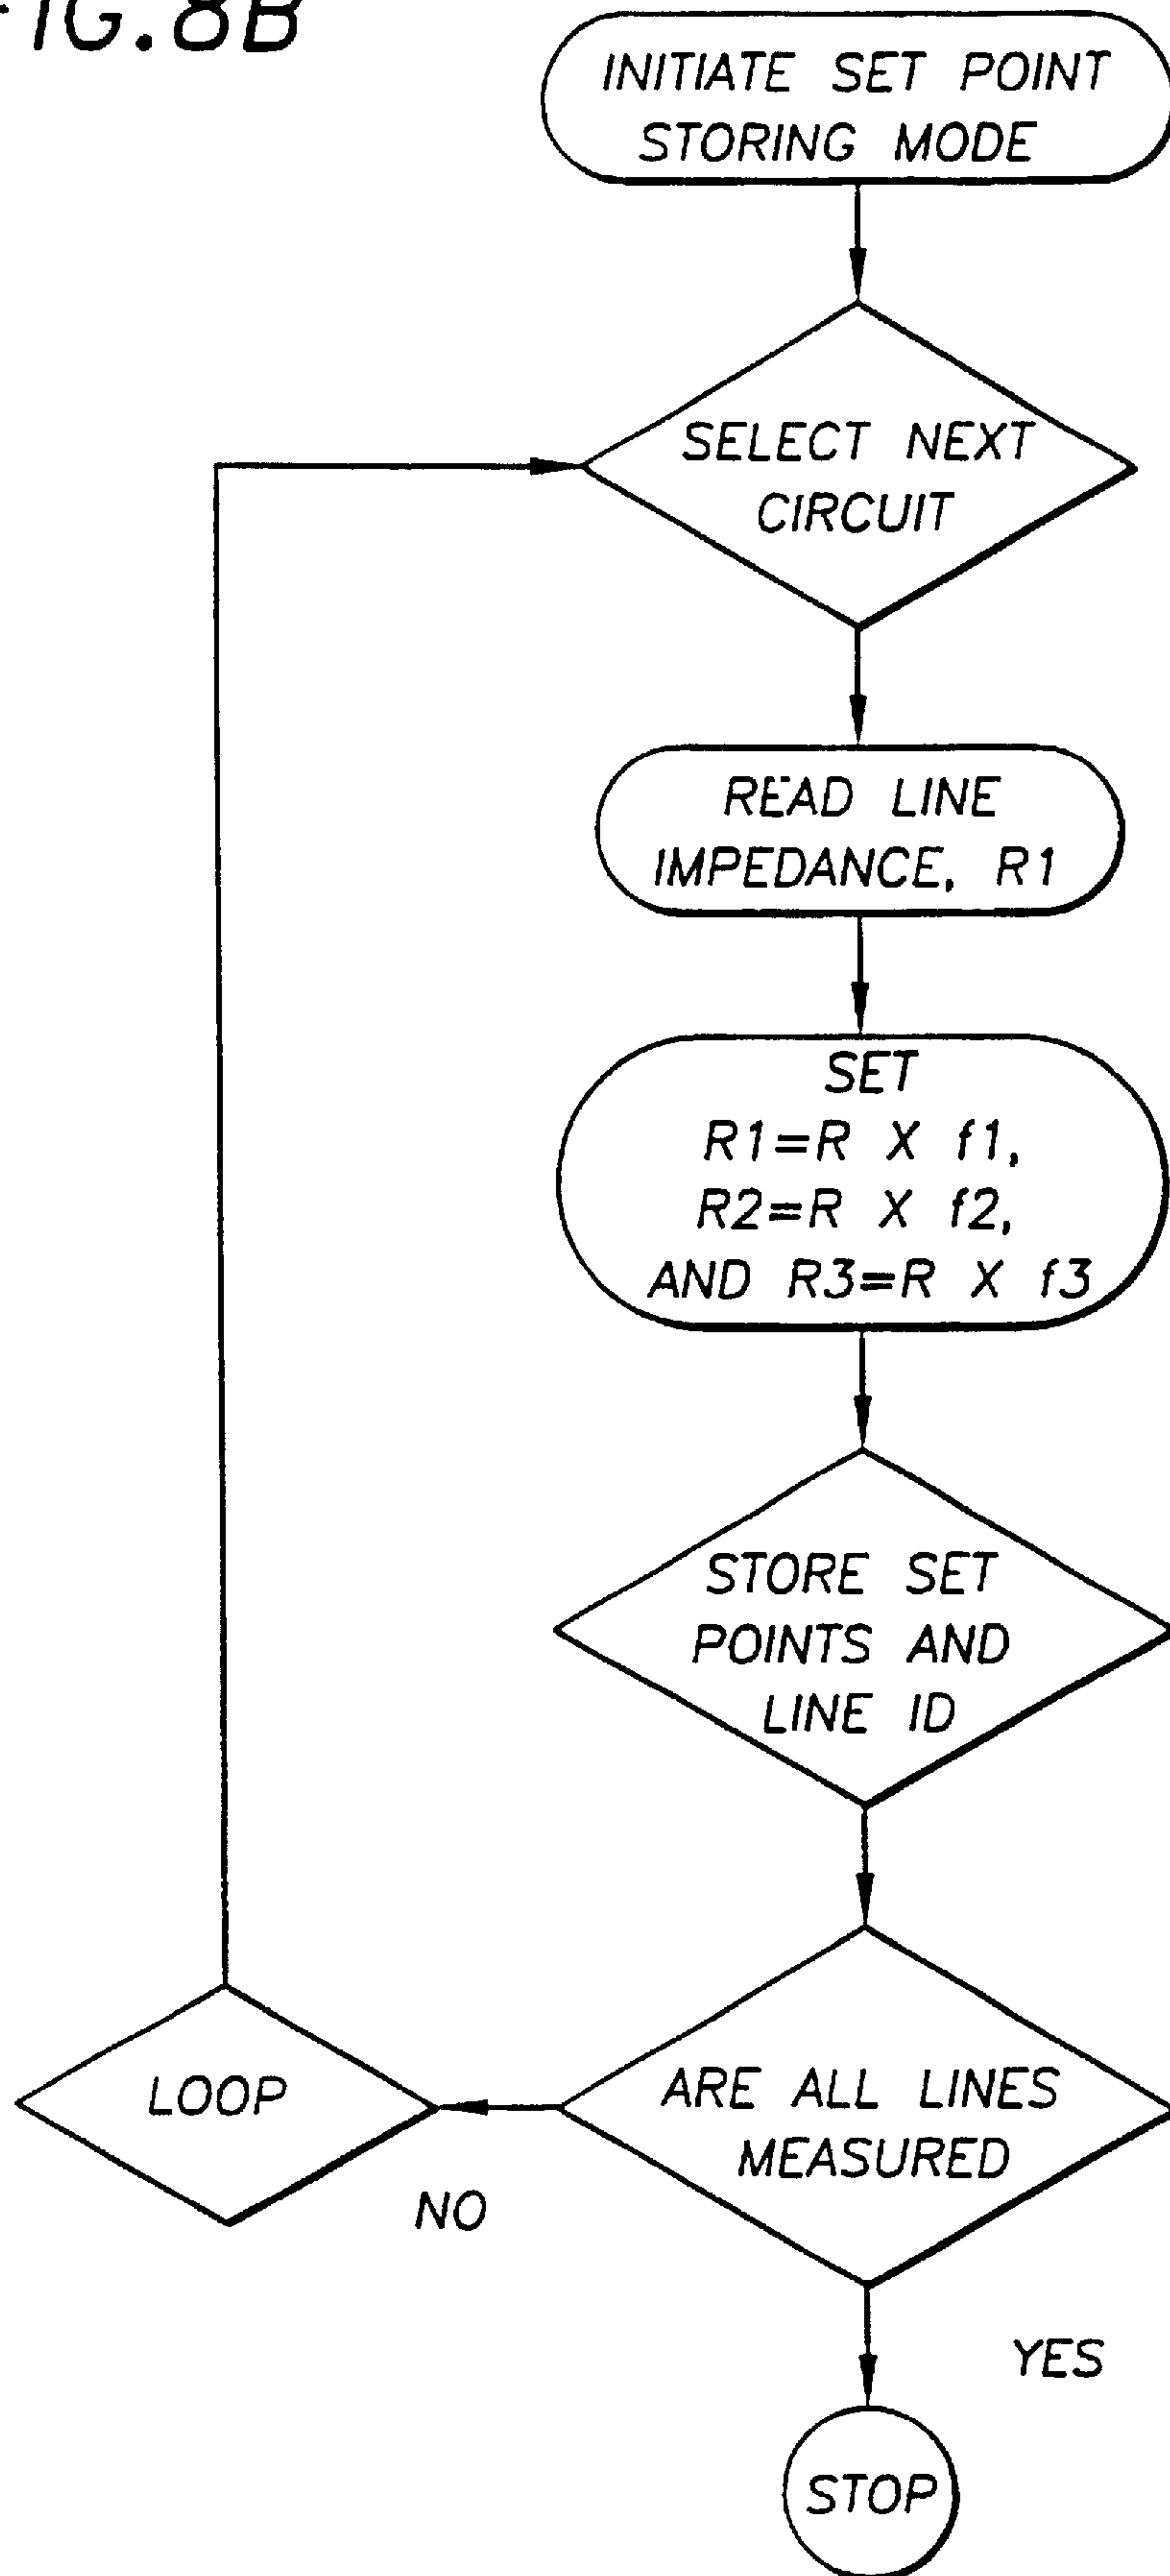 FIG.8B
INITIATE SET POINT
STORING MODE
SELECT NEXT
CIRCUIT
READ LINE
IMPEDANCE, R1
SET
R1=R X f1,
R2=R X f2,
AND R3=R X f3
STORE SET
POINTS AND
LINE ID
ARE ALL LINES
MEASURED
LOOP
NO
YES
STOP